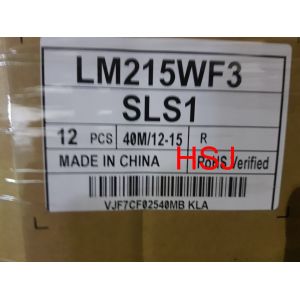 LM215WF3
SLS1
12 PCS 40M/12-15 R
MADE IN CHINA RoHS Verified
HSJ
VJF7CF02540MB KLA